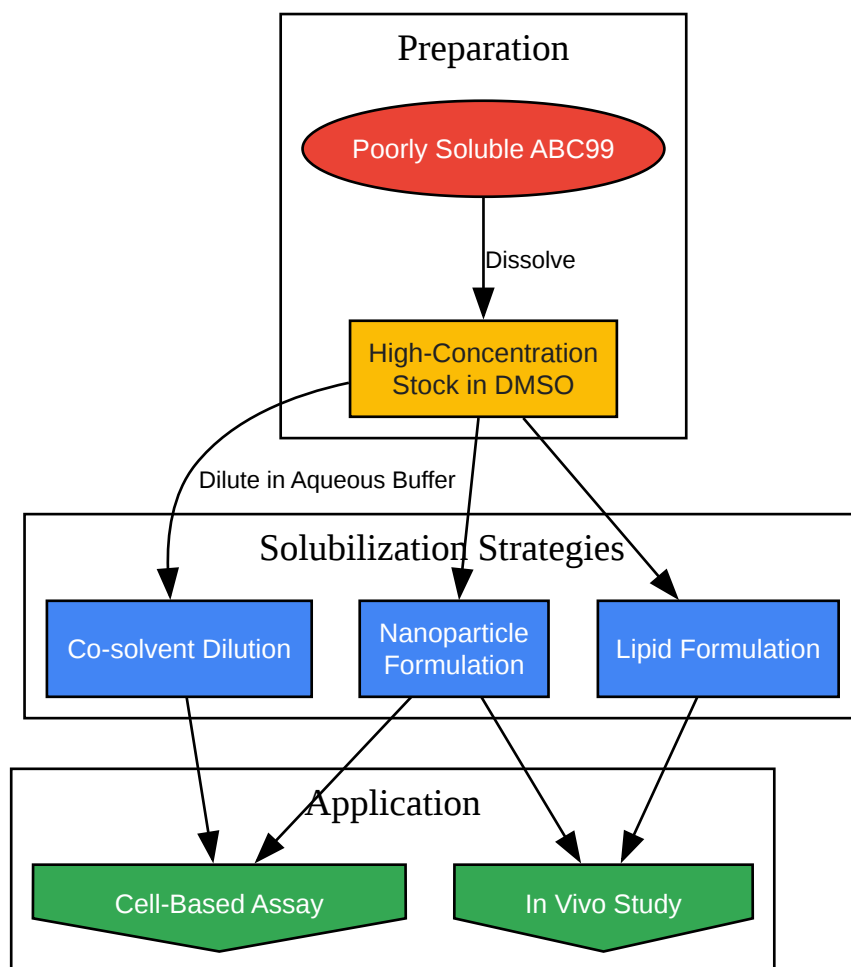 Preparation
Poorly Soluble ABC99
Dissolve
High-Concentration
Stock in DMSO
Dilute in Aqueous Buffer
Solubilization Strategies
Co-solvent Dilution
Nanoparticle
Formulation
Lipid Formulation
Application
Cell-Based Assay
In Vivo Study